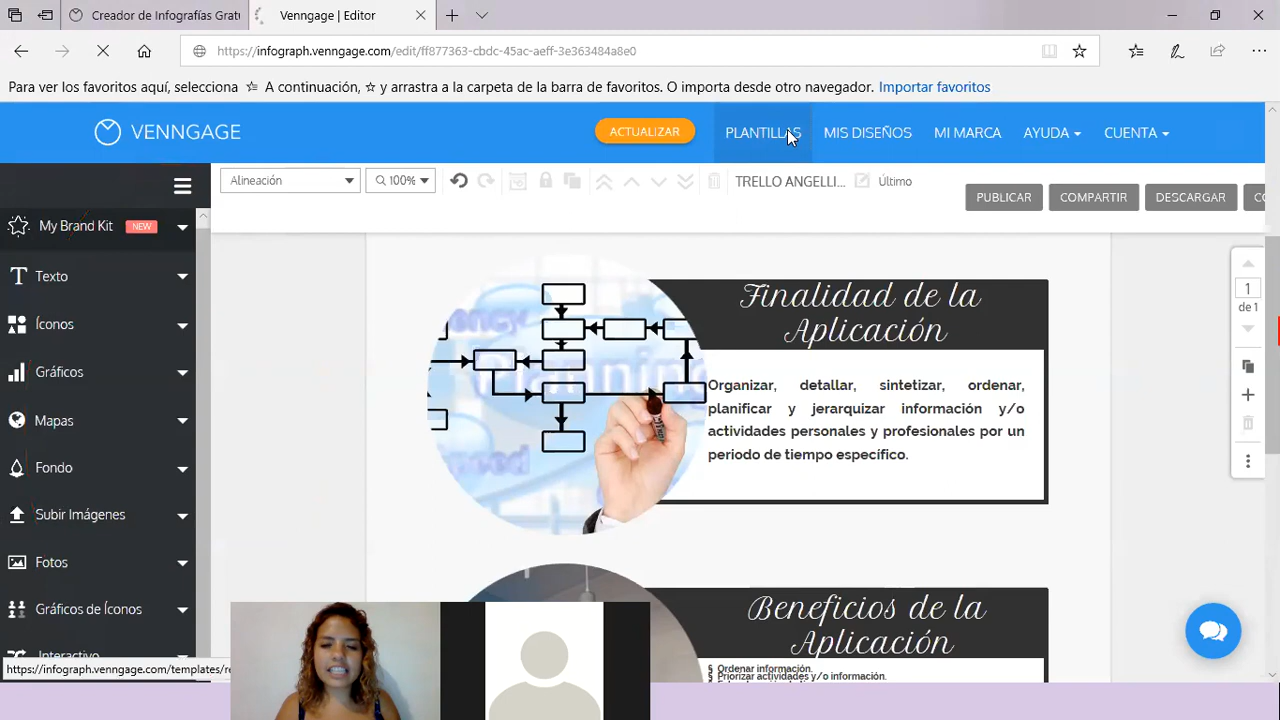 Creador de Infografías Grat
Venngage | Editor
https://infograph.venngage.com/edit/ff877363-cbdc-45ac-aeff-3e363484a8e0
Para ver los favoritos aquí, selecciona A continuación, y arrastra a la carpeta de la barra de favoritos. O importa desde otro navegador. Importar favoritos
VENNGAGE
ACTUALIZAR
PLANTILLAS
MIS DISEÑOS
MI MARCA
AYUDA
CUENTA
Alineación
100%
TRELLO ANGELLI...
Último
PUBLICAR
COMPARTIR
DESCARGAR
My Brand Kit
NEW
Texto
Íconos
Gráficos
Mapas
Fondo
Subir Imágenes
Fotos
Gráficos de Íconos
Interactivo
1
de 1
Finalidad de la
Aplicación
Planning
Organizar, detallar, sintetizar, ordenar,
planificar y jerarquizar información y/o
actividades personales y profesionales por un
periodo de tiempo específico.
Beneficios de la
Aplicación
§ Ordenar información.
§ Priorizar actividades y/o información.
https://infograph.venngage.com/templates/re